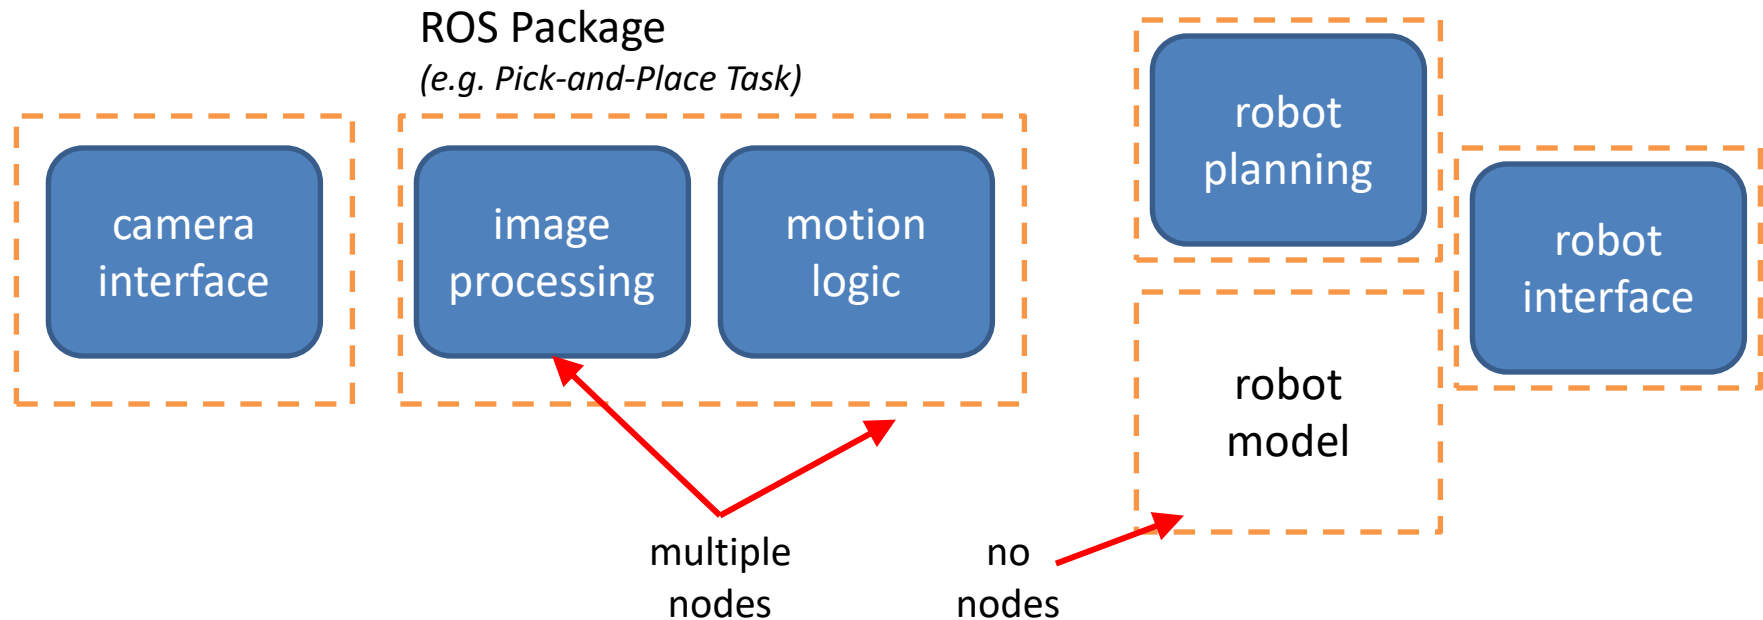 ROS Package
(e.g. Pick-and-Place Task)
camera
interface
image
processing
motion
logic
robot
planning
robot
interface
robot
model
multiple
nodes
no
nodes